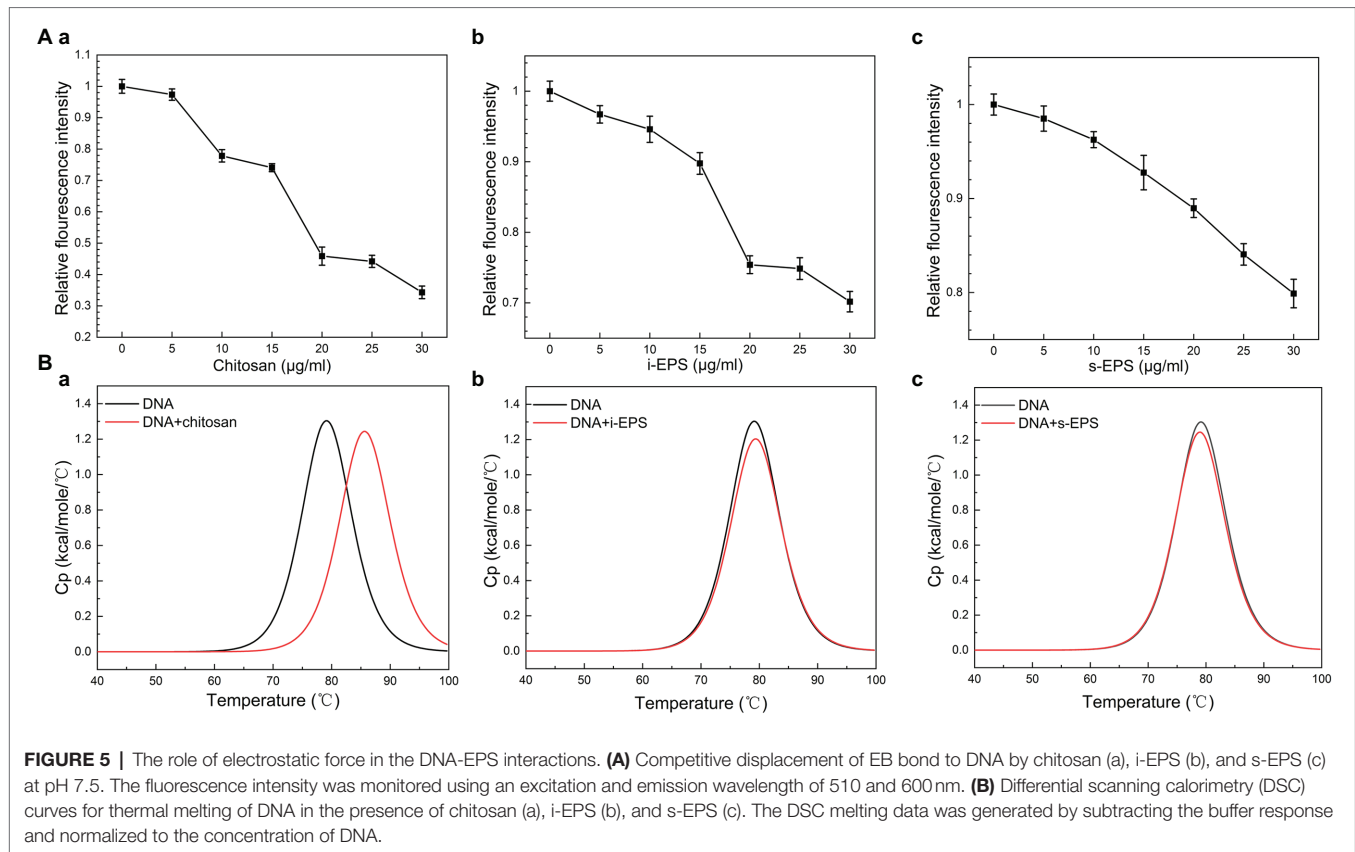 A a
Relative flourescence intensity
1.1
1
0.9
0.8
0.7
0.6
0.5
0.4
0.3
0.2
0 5 10 15 20 25 30
Chitosan (μg/ml)
b
Relative flourescence intensity
1
0.9
0.8
0.7
0 5 10 15 20 25 30
i-EPS (μg/ml)
c
Relative flourescence intensity
1
0.9
0.8
0 5 10 15 20 25 30
s-EPS (μg/ml)
B a
DNA
DNA+chitosan
Cp (kcal/mole/℃)
1.4
1.2
1.0
0.8
0.6
0.4
0.2
0.0
40 50 60 70 80 90 100
Temperature (℃)
b
DNA
DNA+i-EPS
Cp (kcal/mole/℃)
1.4
1.2
1.0
0.8
0.6
0.4
0.2
0.0
40 50 60 70 80 90 100
Temperature (℃)
c
DNA
DNA+s-EPS
Cp (kcal/mole/℃)
1.4
1.2
1.0
0.8
0.6
0.4
0.2
0.0
40 50 60 70 80 90 100
Temperature (℃)
FIGURE 5 | The role of electrostatic force in the DNA-EPS interactions. (A) Competitive displacement of EB bond to DNA by chitosan (a), i-EPS (b), and s-EPS (c)
at pH 7.5. The fluorescence intensity was monitored using an excitation and emission wavelength of 510 and 600 nm. (B) Differential scanning calorimetry (DSC)
curves for thermal melting of DNA in the presence of chitosan (a), i-EPS (b), and s-EPS (c). The DSC melting data was generated by subtracting the buffer response
and normalized to the concentration of DNA.